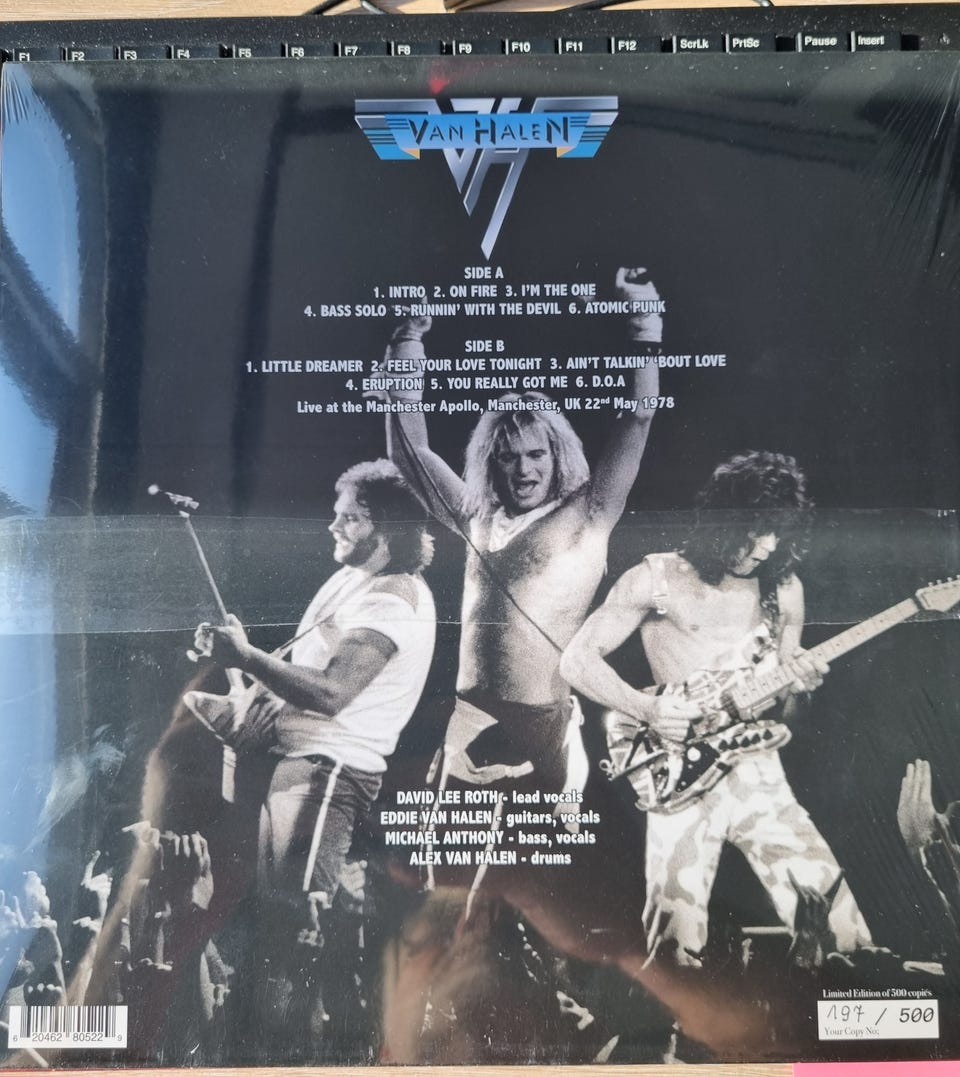 F1 F2 F3 F4 F5 F6 F7 F8 F9 F10 F11 F12 ScrLk PrtSc Pause Insert
VAN HALEN
SIDE A
1. INTRO 2. ON FIRE 3. I'M THE ONE
4. BASS SOLO 5. RUNNIN' WITH THE DEVIL 6. ATOMIC PUNK
SIDE B
1. LITTLE DREAMER 2. FEEL YOUR LOVE TONIGHT 3. AIN'T TALKIN' 'BOUT LOVE
4. ERUPTION 5. YOU REALLY GOT ME 6. D.O.A
Live at the Manchester Apollo, Manchester, UK 22nd May 1978
DAVID LEE ROTH - lead vocals
EDDIE VAN HALEN - guitars, vocals
MICHAEL ANTHONY - bass, vocals
ALEX VAN HALEN - drums
Limited Edition of 500 copies
197 / 500
Your Copy No:
6 20462 80522 9